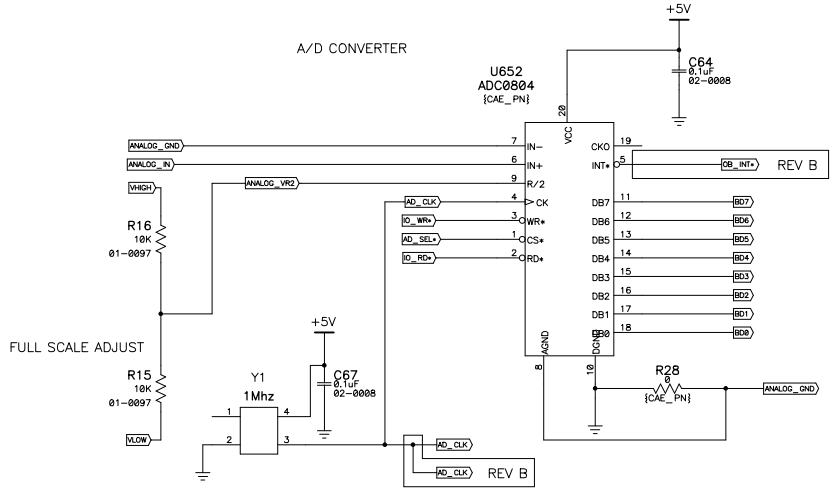 +5V
A/D CONVERTER
U652
ADC0804
{CAE_PN}
C64
0.1uF
02-0008
20
VCC
ANALOG_GND
7
IN-
CKO
19
ANALOG_IN
6
IN+
INT*
5
OB_INT*
REV B
VHIGH
ANALOG_VR2
9
R/2
AD_CLK
4
CK
DB7
11
BD7
IO_WR*
3
WR*
DB6
12
BD6
R16
10K
01-0097
AD_SEL*
1
CS*
DB5
13
BD5
IO_RD*
2
RD*
DB4
14
BD4
DB3
15
BD3
DB2
16
BD2
DB1
17
BD1
DB0
18
BD0
+5V
FULL SCALE ADJUST
AGND
DGND
8
10
R15
10K
01-0097
Y1
1Mhz
C67
0.1uF
02-0008
R28
0
{CAE_PN}
ANALOG_GND
1
4
VLOW
2
3
AD_CLK
AD_CLK
REV B